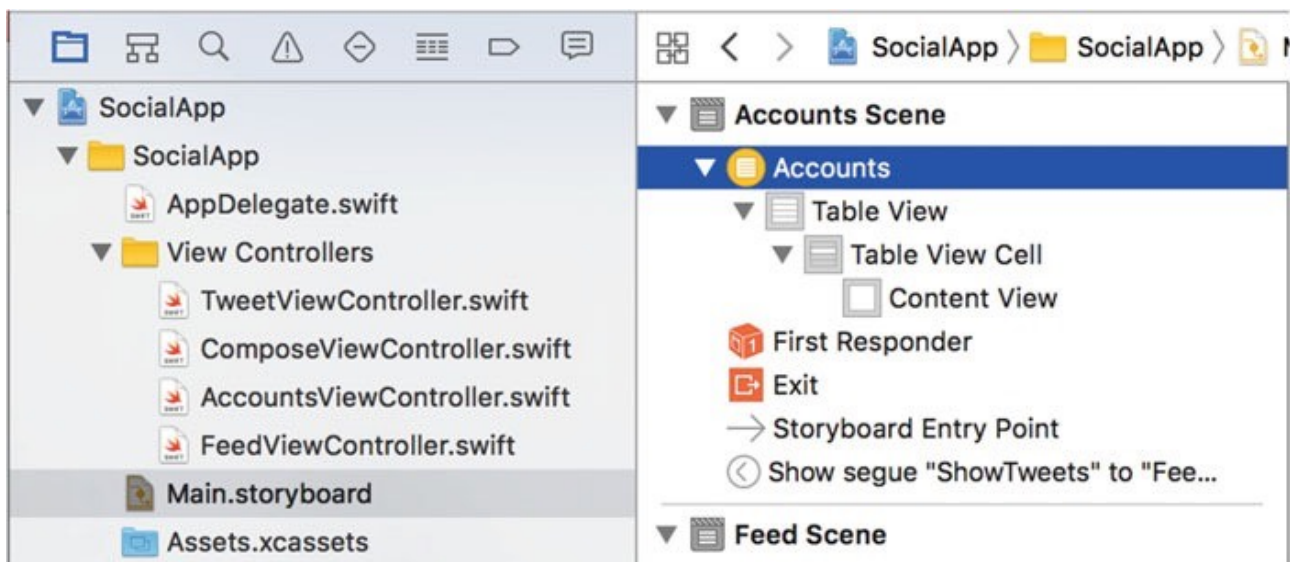 SocialApp
SocialApp
AppDelegate.swift
View Controllers
TweetViewController.swift
ComposeViewController.swift
AccountsViewController.swift
FeedViewController.swift
Main.storyboard
Assets.xcassets
SocialApp SocialApp
Accounts Scene
Accounts
Table View
Table View Cell
Content View
First Responder
Exit
Storyboard Entry Point
Show segue "ShowTweets" to "Fee...
Feed Scene